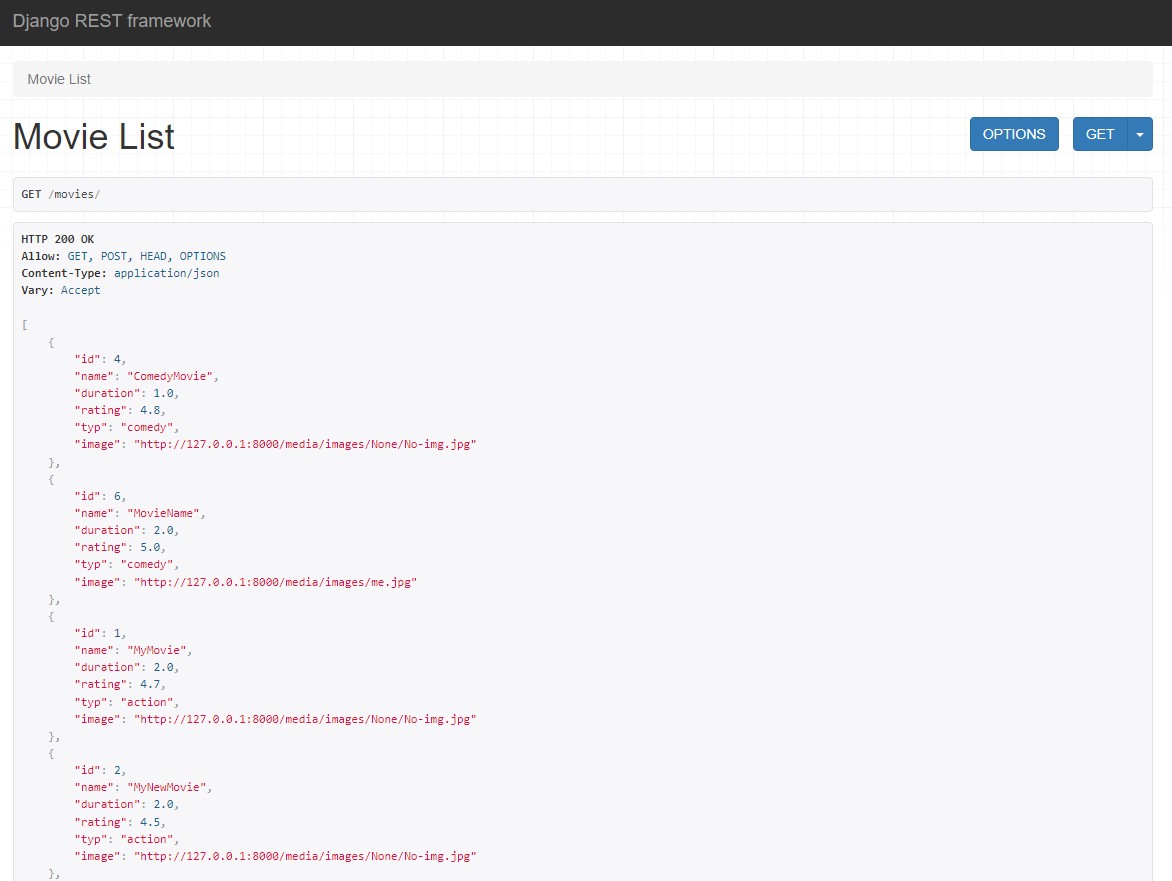 Django REST framework
Movie List
Movie List
OPTIONS
GET
GET /movies/
HTTP 200 OK
Allow: GET, POST, HEAD, OPTIONS
Content-Type: application/json
Vary: Accept
[
    {
        "id": 4,
        "name": "ComedyMovie",
        "duration": 1.0,
        "rating": 4.8,
        "typ": "comedy",
        "image": "http://127.0.0.1:8000/media/images/None/No-img.jpg"
    },
    {
        "id": 6,
        "name": "MovieName",
        "duration": 2.0,
        "rating": 5.0,
        "typ": "comedy",
        "image": "http://127.0.0.1:8000/media/images/me.jpg"
    },
    {
        "id": 1,
        "name": "MyMovie",
        "duration": 2.0,
        "rating": 4.7,
        "typ": "action",
        "image": "http://127.0.0.1:8000/media/images/None/No-img.jpg"
    },
    {
        "id": 2,
        "name": "MyNewMovie",
        "duration": 2.0,
        "rating": 4.5,
        "typ": "action",
        "image": "http://127.0.0.1:8000/media/images/None/No-img.jpg"
    },